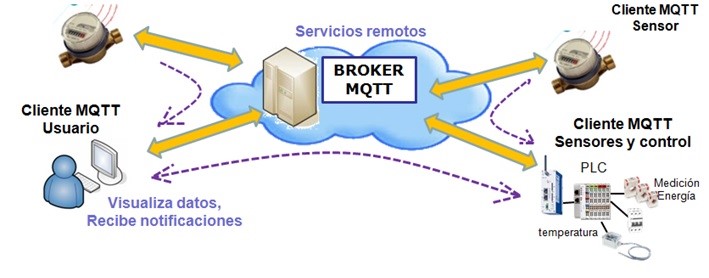 Servicios remotos
Cliente MQTT
Sensor
BROKER
MQTT
Cliente MQTT
Usuario
Cliente MQTT
Sensores y control
PLC
Medición
Energía
Visualiza datos,
Recibe notificaciones
temperatura